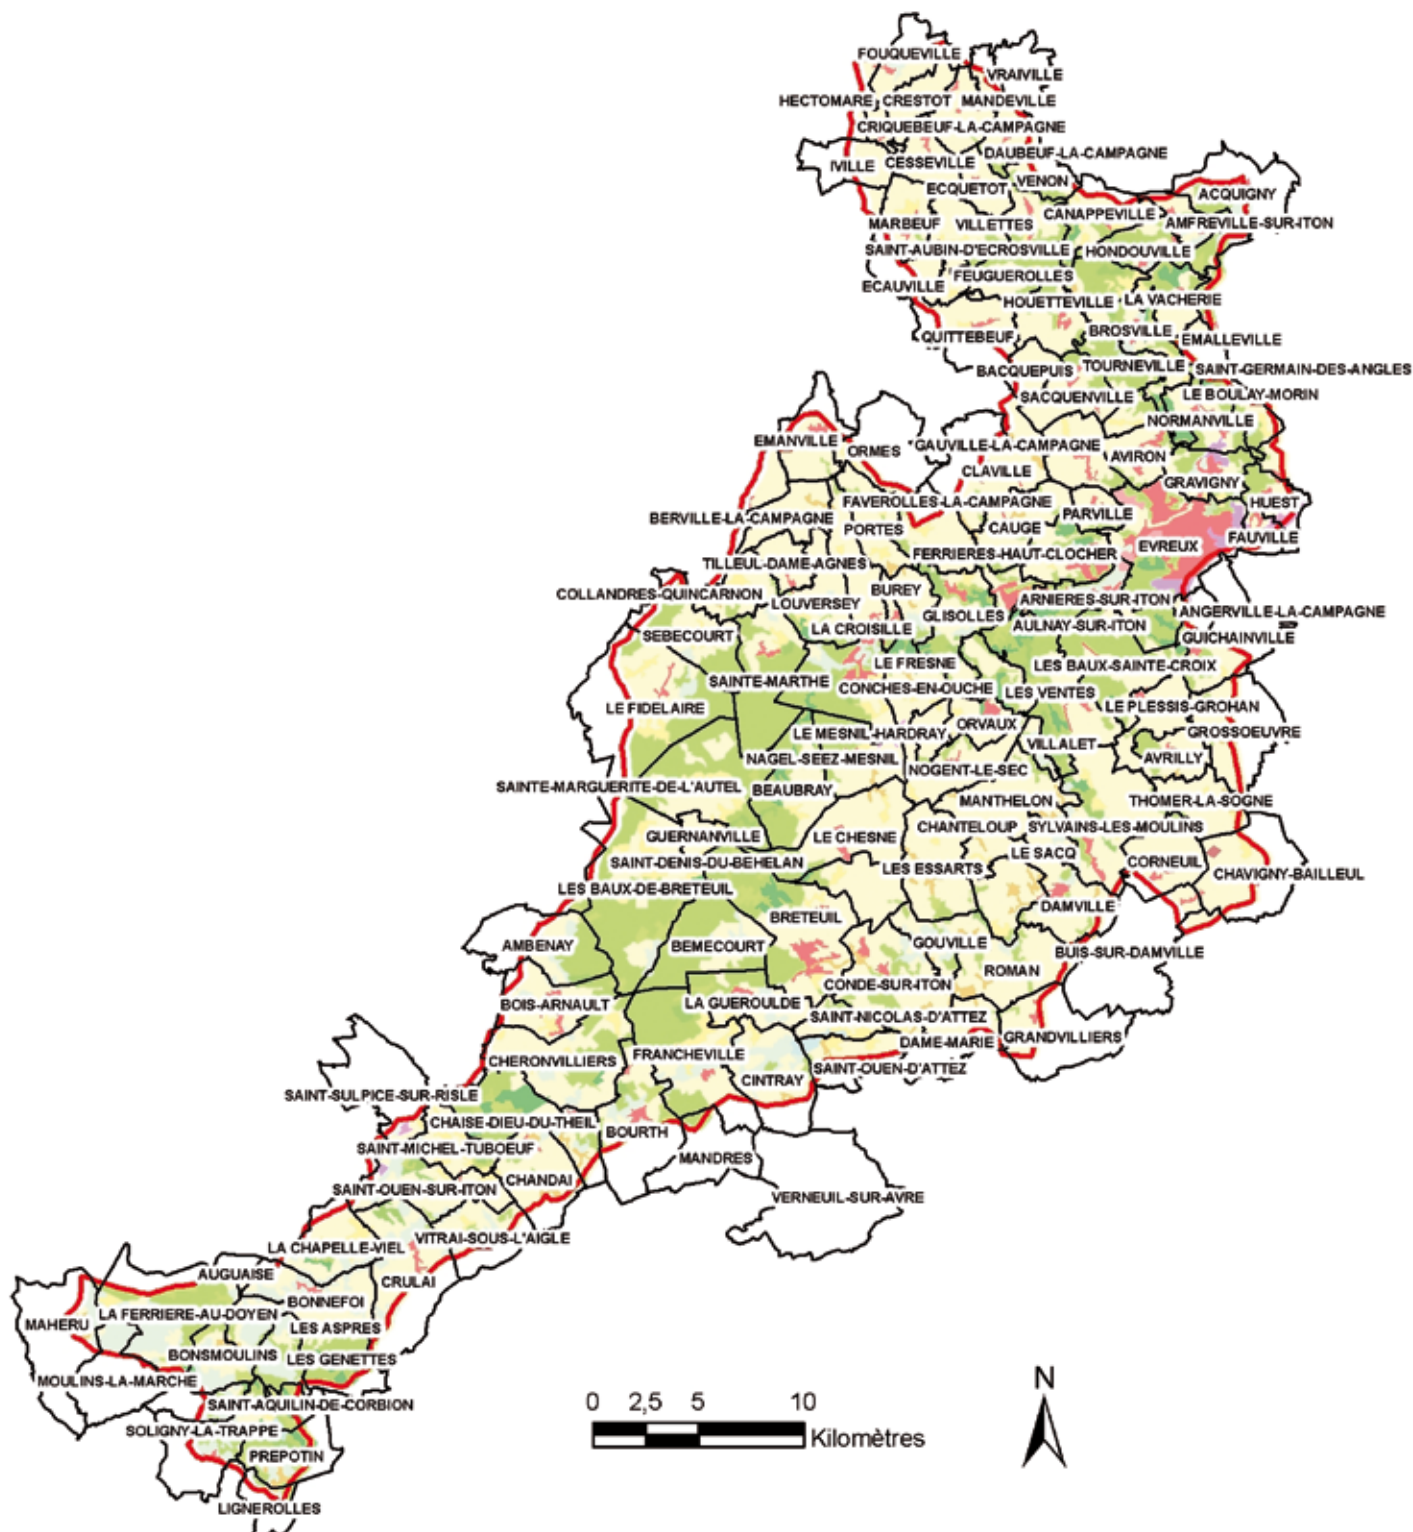 FOUQUEVILLE
VRAIVILLE
HECTOMARE
CRESTOT
MANDEVILLE
CRIQUEBEUF-LA-CAMPAGNE
DAUBEUF-LA-CAMPAGNE
IVILLE
CESSEVILLE
ECQUETOT
VENON
ACQUIGNY
CANAPPEVILLE
MARBEUF
VILLETTES
AMFREVILLE-SUR-ITON
SAINT-AUBIN-D'ECROSVILLE
HONDOUVILLE
FEUGUEROLLES
ECAUVILLE
HOUETTEVILLE
LA VACHERIE
BROSVILLE
QUITTEBEUF
EMALLEVILLE
BACQUEPUIS
TOURNEVILLE
SAINT-GERMAIN-DES-ANGLES
SACQUENVILLE
LE BOULAY-MORIN
NORMANVILLE
EMANVILLE
ORMES
GAUVILLE-LA-CAMPAGNE
AVIRON
CLAVILLE
GRAVIGNY
FAVEROLLES-LA-CAMPAGNE
HUEST
BERVILLE-LA-CAMPAGNE
PORTES
CAUGE
PARVILLE
FAUVILLE
EVREUX
FERRIERES-HAUT-CLOCHER
TILLEUL-DAME-AGNES
COLLANDRES-QUINCARNON
BUREY
LOUVERSEY
ARNIERES-SUR-ITON
ANGERVILLE-LA-CAMPAGNE
GLISOLLES
LA CROISILLE
AULNAY-SUR-ITON
SEBECOURT
GUICHAINVILLE
LE FRESNE
LES BAUX-SAINTE-CROIX
SAINTE-MARTHE
CONCHES-EN-OUCHE
LES VENTES
LE FIDELAIRE
LE PLESSIS-GROHAN
ORVAUX
LE MESNIL-HARDRAY
GROSSOEUVRE
VILLALET
NAGEL-SEEZ-MESNIL
AVRILLY
NOGENT-LE-SEC
SAINTE-MARGUERITE-DE-L'AUTEL
BEAUBRAY
MANTHELON
THOMER-LA-SOGNE
GUERNANVILLE
LE CHESNE
CHANTELOUP
SYLVAINS-LES-MOULINS
LE SACQ
SAINT-DENIS-DU-BEHELAN
LES ESSARTS
CORNEUIL
CHAVIGNY-BAILLEUL
LES BAUX-DE-BRETEUIL
BRETEUIL
DAMVILLE
AMBENAY
BEMECOURT
GOUVILLE
BUIS-SUR-DAMVILLE
ROMAN
CONDE-SUR-ITON
BOIS-ARNAULT
LA GUEROULDE
SAINT-NICOLAS-D'ATTEZ
GRANDVILLIERS
DAME-MARIE
FRANCHEVILLE
CHERONVILLIERS
SAINT-OUEN-D'ATTEZ
CINTRAY
SAINT-SULPICE-SUR-RISLE
CHAISE-DIEU-DU-THEIL
BOURTH
SAINT-MICHEL-TUBOEUF
MANDRES
CHANDAI
SAINT-OUEN-SUR-ITON
VERNEUIL-SUR-AVRE
VITRAI-SOUS-L'AIGLE
LA CHAPELLE-VIEL
AUGUAISE
CRULAI
BONNEFOI
LA FERRIERE-AU-DOYEN
MAHERU
LES ASPRES
BONSMOULINS
LES GENETTES
MOULINS-LA-MARCHE
SAINT-AQUILIN-DE-CORBION
SOLIGNY-LA-TRAPPE
PREPOTIN
LIGNEROLLES
N
0 2,5 5 10
Kilomètres